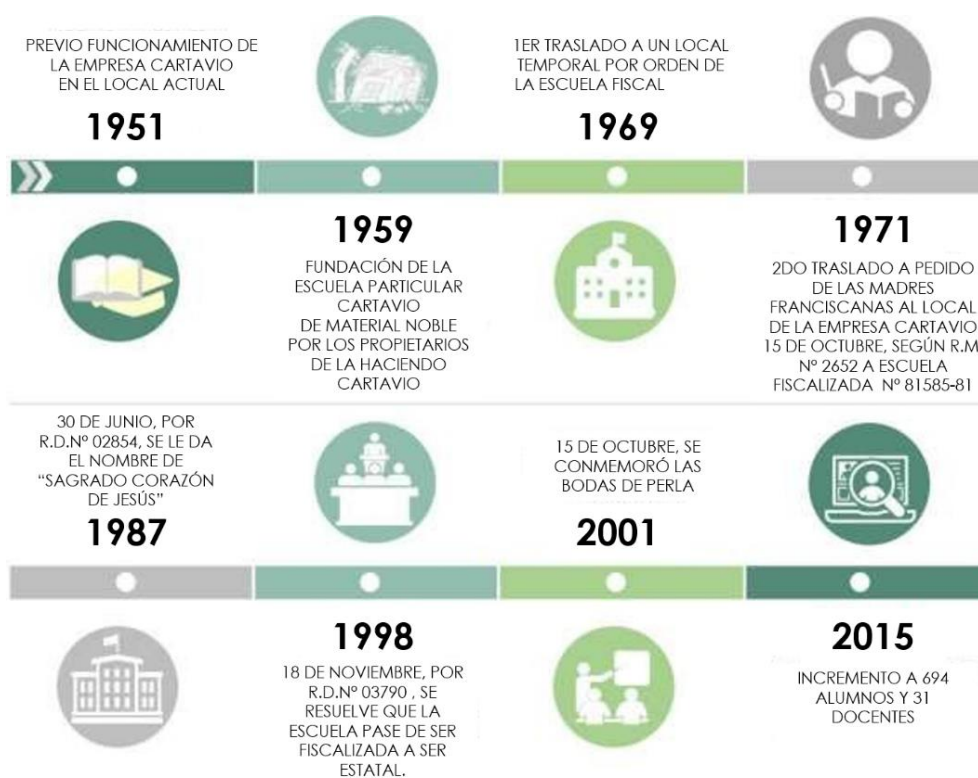 PREVIO FUNCIONAMIENTO DE
LA EMPRESA CARTAVIO
EN EL LOCAL ACTUAL
1951
1959
FUNDACIÓN DE LA
ESCUELA PARTICULAR
CARTAVIO
DE MATERIAL NOBLE
POR LOS PROPIETARIOS
DE LA HACIENDO
CARTAVIO
1ER TRASLADO A UN LOCAL
TEMPORAL POR ORDEN DE
LA ESCUELA FISCAL
1969
1971
2DO TRASLADO A PEDIDO
DE LAS MADRES
FRANCISCANAS AL LOCAL
DE LA EMPRESA CARTAVIO
15 DE OCTUBRE, SEGÚN R.M
Nº 2652 A ESCUELA
FISCALIZADA Nº 81585-81
30 DE JUNIO, POR
R.D.Nº 02854, SE LE DA
EL NOMBRE DE
“SAGRADO CORAZÓN
DE JESÚS”
1987
1998
18 DE NOVIEMBRE, POR
R.D.Nº 03790 , SE
RESUELVE QUE LA
ESCUELA PASE DE SER
FISCALIZADA A SER
ESTATAL.
15 DE OCTUBRE, SE
CONMEMORÓ LAS
BODAS DE PERLA
2001
2015
INCREMENTO A 694
ALUMNOS Y 31
DOCENTES